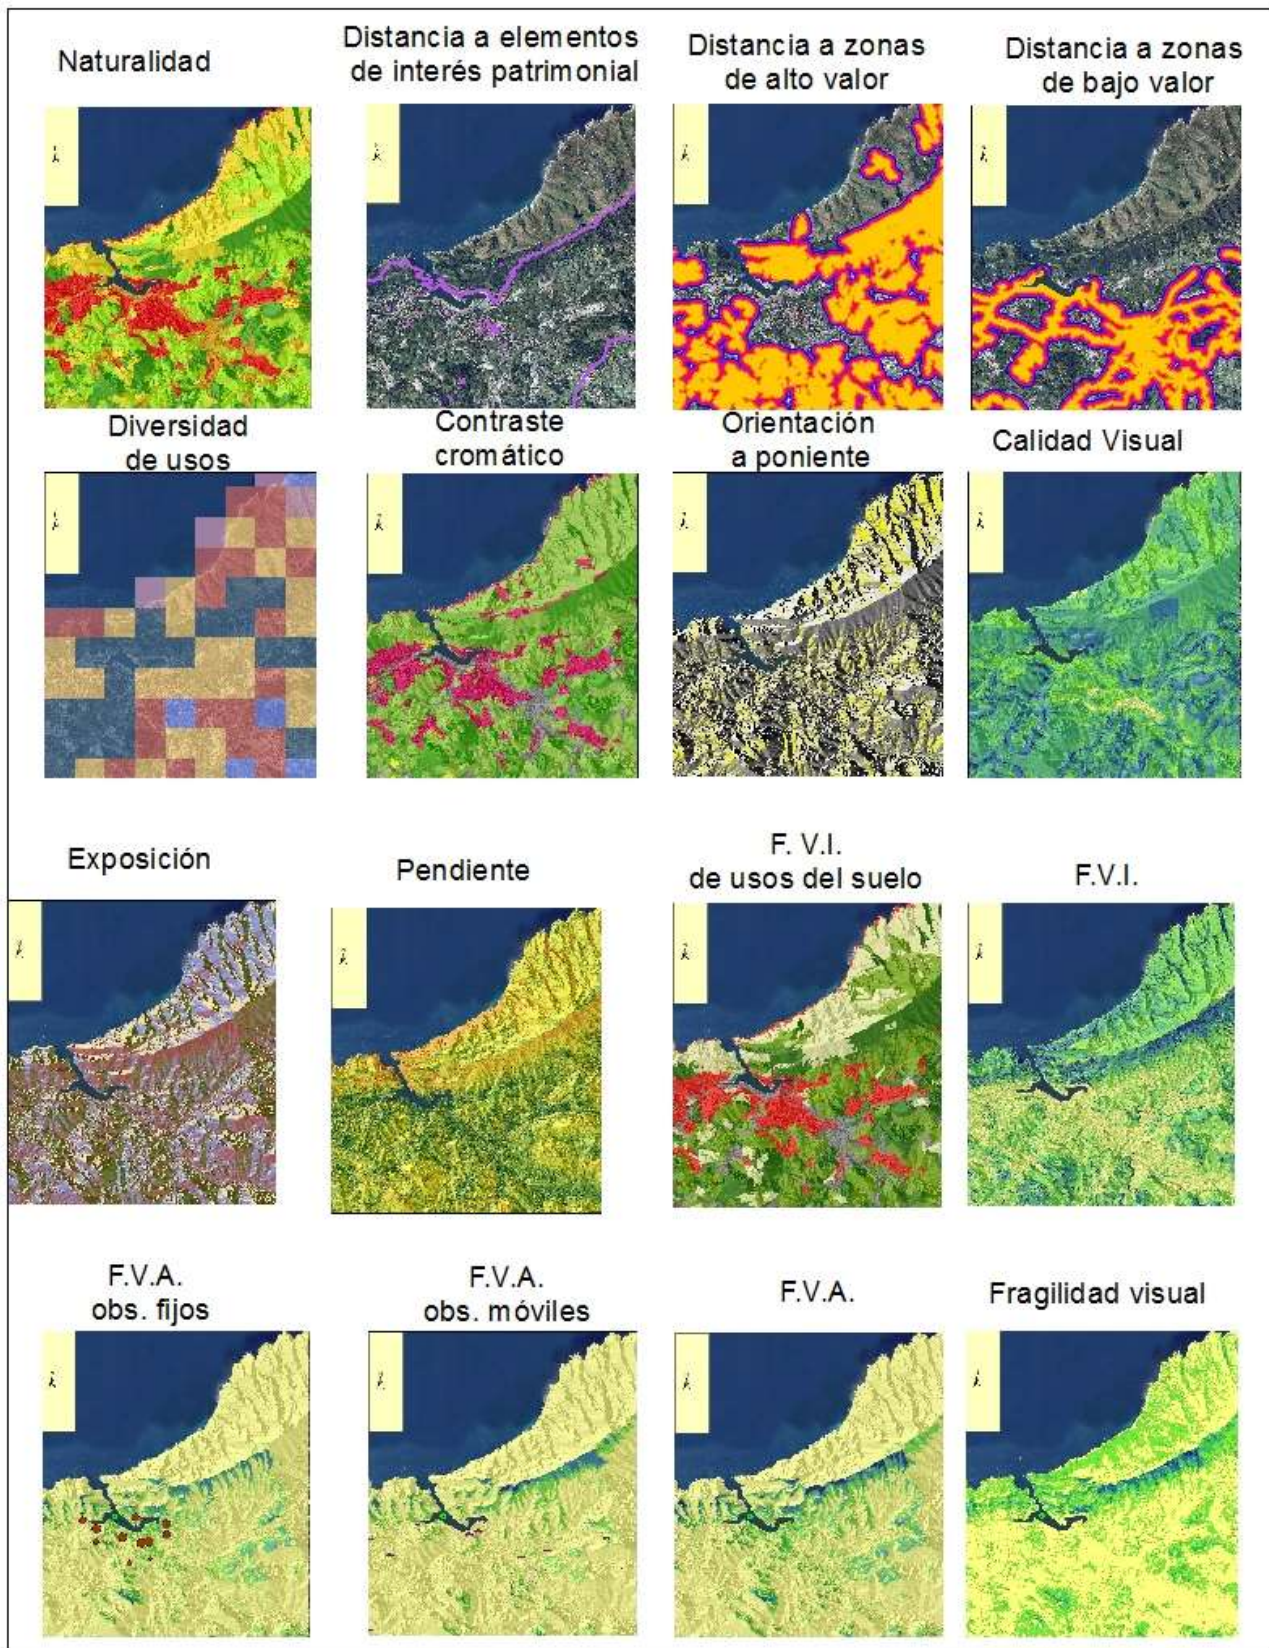 Naturalidad
Distancia a elementos
de interés patrimonial
Distancia a zonas
de alto valor
Distancia a zonas
de bajo valor
Diversidad
de usos
Contraste
cromático
Orientación
a poniente
Calidad Visual
Exposición
Pendiente
F. V.I.
de usos del suelo
F.V.I.
F.V.A.
obs. fijos
F.V.A.
obs. móviles
F.V.A.
Fragilidad visual